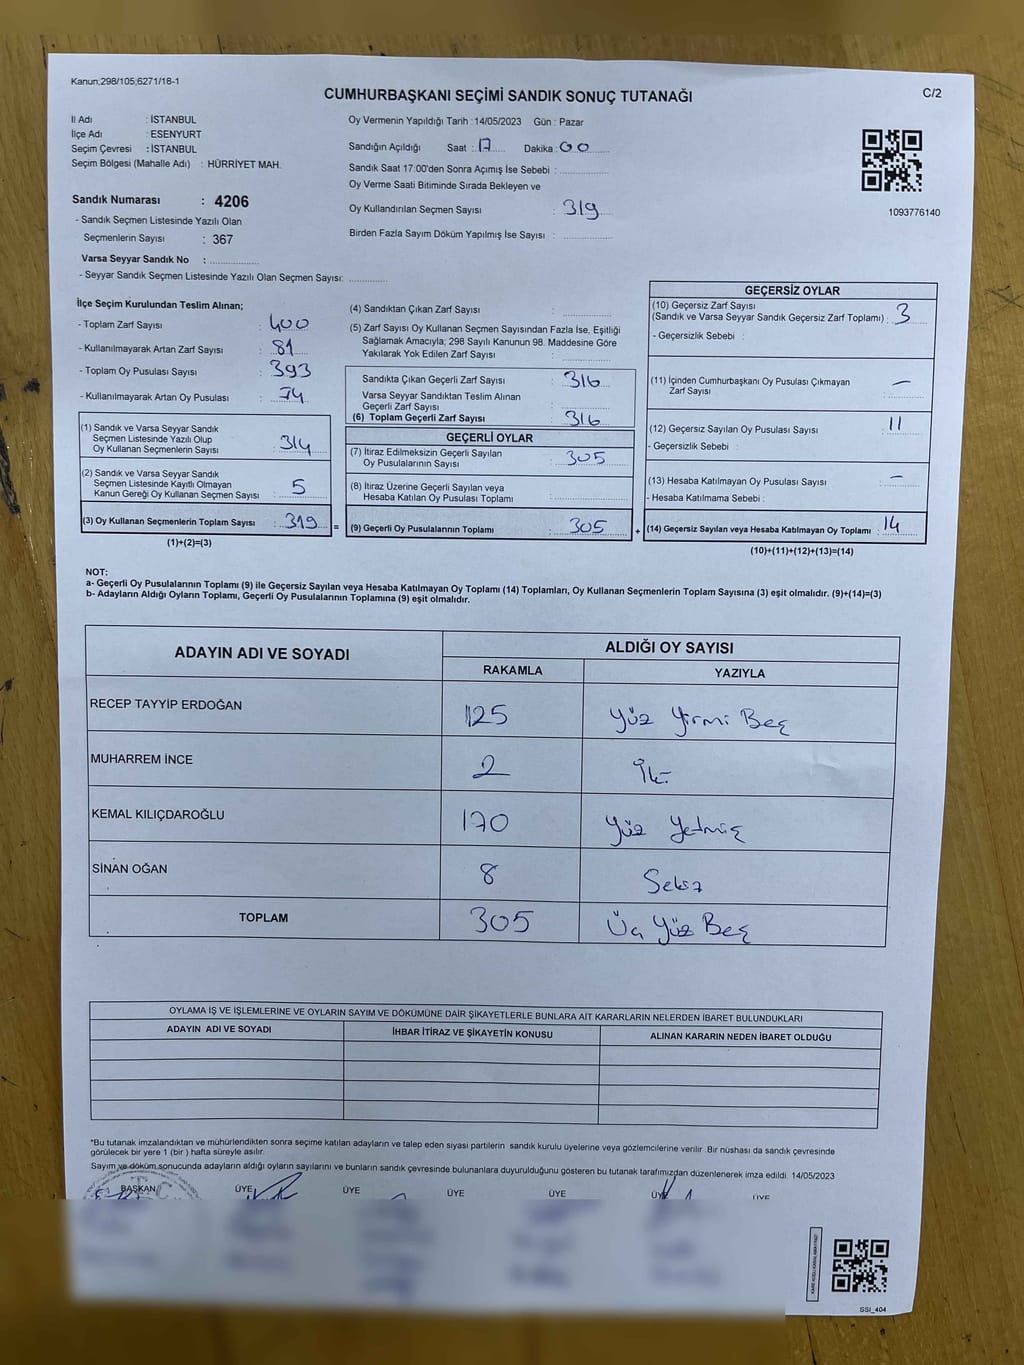 Kanun,298/105,6271/18-1
CUMHURBAŞKANI SEÇİMİ SANDIK SONUÇ TUTANAĞI
C/2
İl Adı : İSTANBUL
İlçe Adı : ESENYURT
Seçim Çevresi : İSTANBUL
Seçim Bölgesi (Mahalle Adı) : HÜRRİYET MAH.
Sandık Numarası : 4206
- Sandık Seçmen Listesinde Yazılı Olan
Seçmenlerin Sayısı : 367
Varsa Seyyar Sandık No :
- Seyyar Sandık Seçmen Listesinde Yazılı Olan Seçmen Sayısı:
Oy Vermenin Yapıldığı Tarih :14/05/2023 Gün : Pazar
Sandığın Açıldığı Saat : 17 Dakika : 00
Sandık Saat 17:00'den Sonra Açımış İse Sebebi :
Oy Verme Saati Bitiminde Sırada Bekleyen ve
Oy Kullandırılan Seçmen Sayısı : 319
Birden Fazla Sayım Döküm Yapılmış İse Sayısı :
1093776140
İlçe Seçim Kurulundan Teslim Alınan;
- Toplam Zarf Sayısı : 400
- Kullanılmayarak Artan Zarf Sayısı : 81
- Toplam Oy Pusulası Sayısı : 393
- Kullanılmayarak Artan Oy Pusulası : 74
(1) Sandık ve Varsa Seyyar Sandık
Seçmen Listesinde Yazılı Olup
Oy Kullanan Seçmenlerin Sayısı : 314
(2) Sandık ve Varsa Seyyar Sandık
Seçmen Listesinde Kayıtlı Olmayan
Kanun Gereği Oy Kullanan Seçmen Sayısı : 5
(3) Oy Kullanan Seçmenlerin Toplam Sayısı : 319 =
(1)+(2)=(3)
(4) Sandıktan Çıkan Zarf Sayısı :
(5) Zarf Sayısı Oy Kullanan Seçmen Sayısından Fazla İse, Eşitliği
Sağlamak Amacıyla; 298 Sayılı Kanunun 98. Maddesine Göre
Yakılarak Yok Edilen Zarf Sayısı :
Sandıkta Çıkan Geçerli Zarf Sayısı : 316
Varsa Seyyar Sandıktan Teslim Alınan
Geçerli Zarf Sayısı :
(6) Toplam Geçerli Zarf Sayısı : 316
GEÇERLİ OYLAR
(7) İtiraz Edilmeksizin Geçerli Sayılan
Oy Pusulalarının Sayısı : 305
(8) İtiraz Üzerine Geçerli Sayılan veya
Hesaba Katılan Oy Pusulası Toplamı :
(9) Geçerli Oy Pusulalarının Toplamı : 305 +
GEÇERSİZ OYLAR
(10) Geçersiz Zarf Sayısı
(Sandık ve Varsa Seyyar Sandık Geçersiz Zarf Toplamı) : 3
- Geçersizlik Sebebi :
(11) İçinden Cumhurbaşkanı Oy Pusulası Çıkmayan
Zarf Sayısı : –
(12) Geçersiz Sayılan Oy Pusulası Sayısı : 11
- Geçersizlik Sebebi :
(13) Hesaba Katılmayan Oy Pusulası Sayısı : –
- Hesaba Katılmama Sebebi :
(14) Geçersiz Sayılan veya Hesaba Katılmayan Oy Toplamı : 14
(10)+(11)+(12)+(13)=(14)
NOT:
a- Geçerli Oy Pusulalarının Toplamı (9) ile Geçersiz Sayılan veya Hesaba Katılmayan Oy Toplamı (14) Toplamları, Oy Kullanan Seçmenlerin Toplam Sayısına (3) eşit olmalıdır. (9)+(14)=(3)
b- Adayların Aldığı Oyların Toplamı, Geçerli Oy Pusulalarının Toplamına (9) eşit olmalıdır.
ADAYIN ADI VE SOYADI
ALDIĞI OY SAYISI
RAKAMLA YAZIYLA
RECEP TAYYİP ERDOĞAN 125 Yüz Yirmi Beş
MUHARREM İNCE 2 İki
KEMAL KILIÇDAROĞLU 170 Yüz Yetmiş
SİNAN OĞAN 8 Sekiz
TOPLAM 305 Üç Yüz Beş
OYLAMA İŞ VE İŞLEMLERİNE VE OYLARIN SAYIM VE DÖKÜMÜNE DAİR ŞİKAYETLERLE BUNLARA AİT KARARLARIN NELERDEN İBARET BULUNDUKLARI
ADAYIN ADI VE SOYADI İHBAR İTİRAZ VE ŞİKAYETİN KONUSU ALINAN KARARIN NEDEN İBARET OLDUĞU
*Bu tutanak imzalandıktan ve mühürlendikten sonra seçime katılan adayların ve talep eden siyasi partilerin sandık kurulu üyelerine veya gözlemcilerine verilir. Bir nüshası da sandık çevresinde
görülecek bir yere 1 (bir ) hafta süreyle asılır.
Sayım ve döküm sonucunda adayların aldığı oyların sayılarını ve bunların sandık çevresinde bulunanlara duyurulduğunu gösteren bu tutanak tarafımızdan düzenlenerek imza edildi. 14/05/2023
BAŞKAN ÜYE ÜYE ÜYE ÜYE ÜYE ÜYE
SSI_404